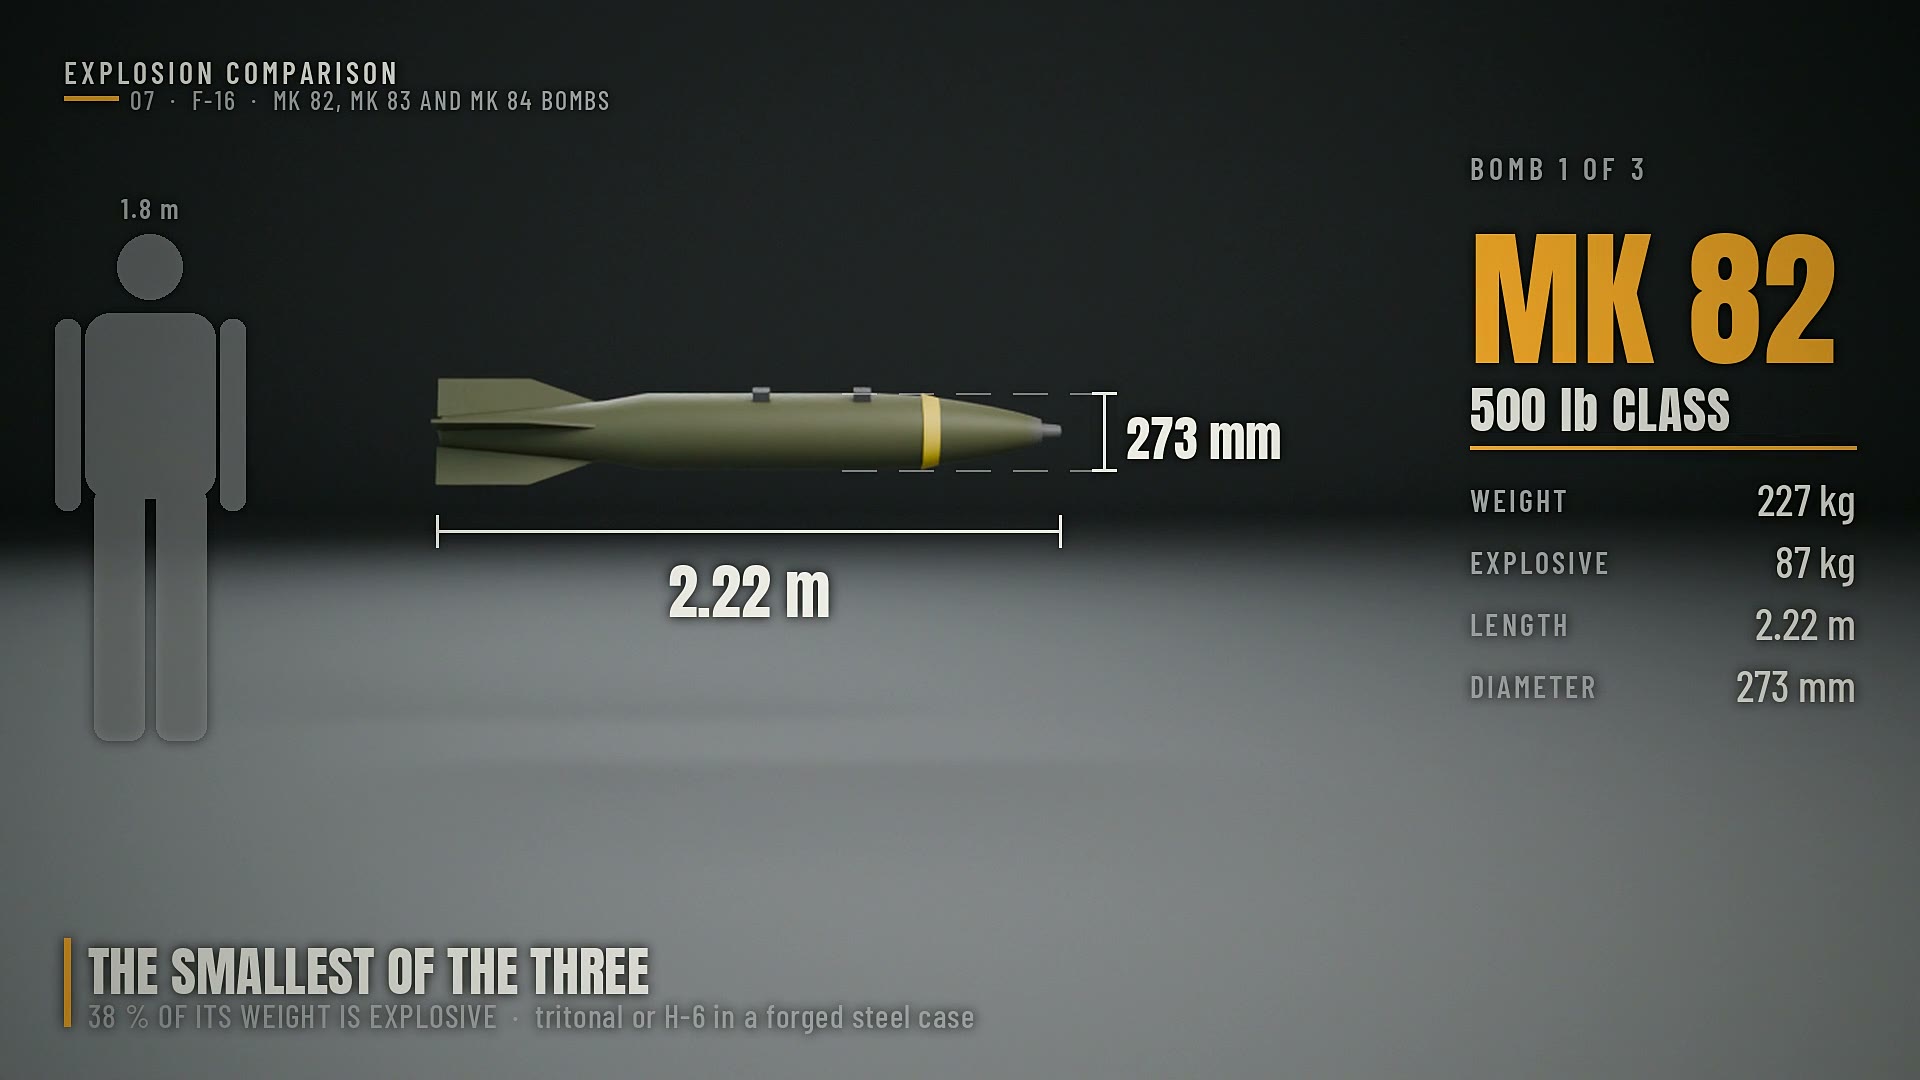 EXPLOSION COMPARISON
07 · F-16 · MK 82, MK 83 AND MK 84 BOMBS
1.8 m
273 mm
2.22 m
BOMB 1 OF 3
MK 82
500 lb CLASS
WEIGHT 227 kg
EXPLOSIVE 87 kg
LENGTH 2.22 m
DIAMETER 273 mm
THE SMALLEST OF THE THREE
38 % OF ITS WEIGHT IS EXPLOSIVE · tritonal or H-6 in a forged steel case